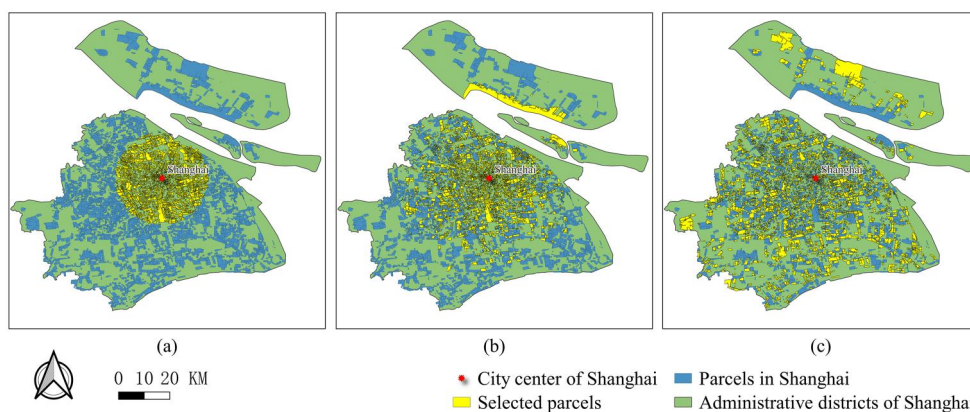 Shanghai
Shanghai
Shanghai
(a)
(b)
(c)
0 10 20 KM
City center of Shanghai
Parcels in Shanghai
Selected parcels
Administrative districts of Shangha